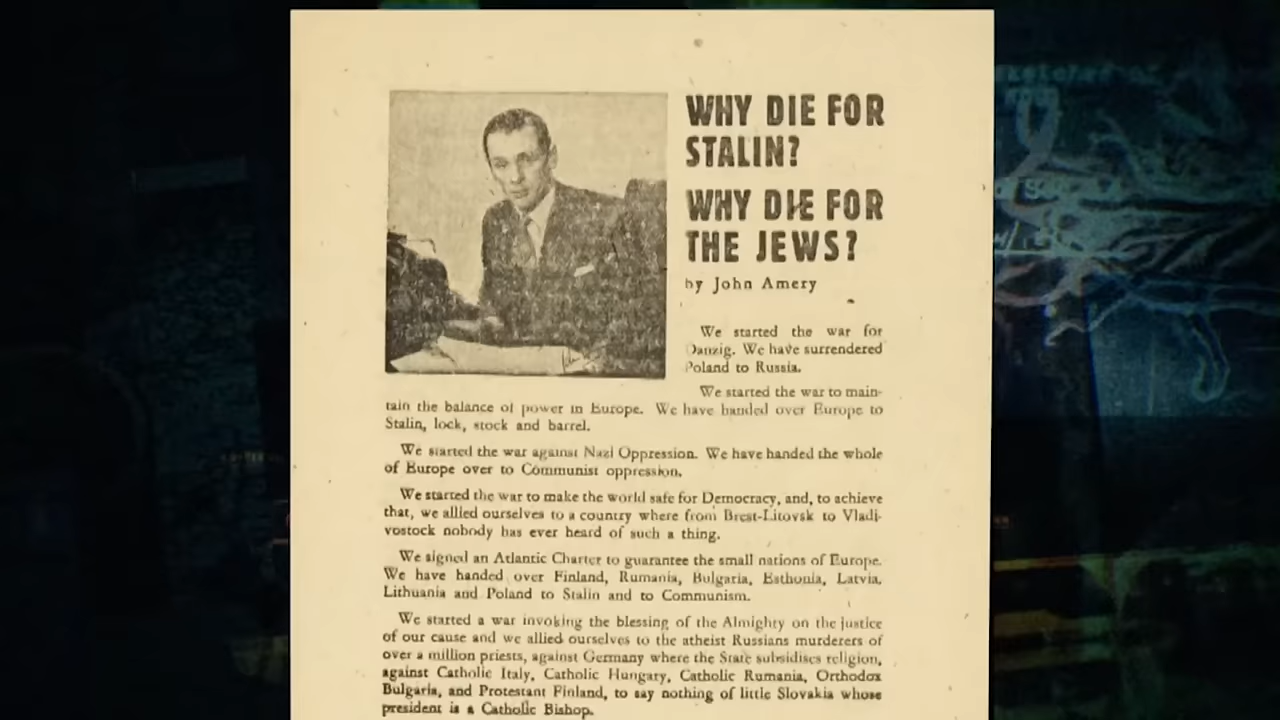 WHY DIE FOR
STALIN?
WHY DIE FOR
THE JEWS?
by John Amery
We started the war for
Danzig. We have surrendered
Poland to Russia.
We started the war to main-
tain the balance of power in Europe. We have handed over Europe to
Stalin, lock, stock and barrel.
We started the war against Nazi Oppression. We have handed the whole
of Europe over to Communist oppression.
We started the war to make the world safe for Democracy, and, to achieve
that, we allied ourselves to a country where from Brest-Litovsk to Vladi-
vostock nobody has ever heard of such a thing.
We signed an Atlantic Charter to guarantee the small nations of Europe.
We have handed over Finland, Rumania, Bulgaria, Esthonia, Latvia,
Lithuania and Poland to Stalin and to Communism.
We started a war invoking the blessing of the Almighty on the justice
of our cause and we allied ourselves to the atheist Russians murderers of
over a million priests, against Germany where the State subsidises religion,
against Catholic Italy, Catholic Hungary, Catholic Rumania, Orthodox
Bulgaria, and Protestant Finland, to say nothing of little Slovakia whose
president is a Catholic Bishop.